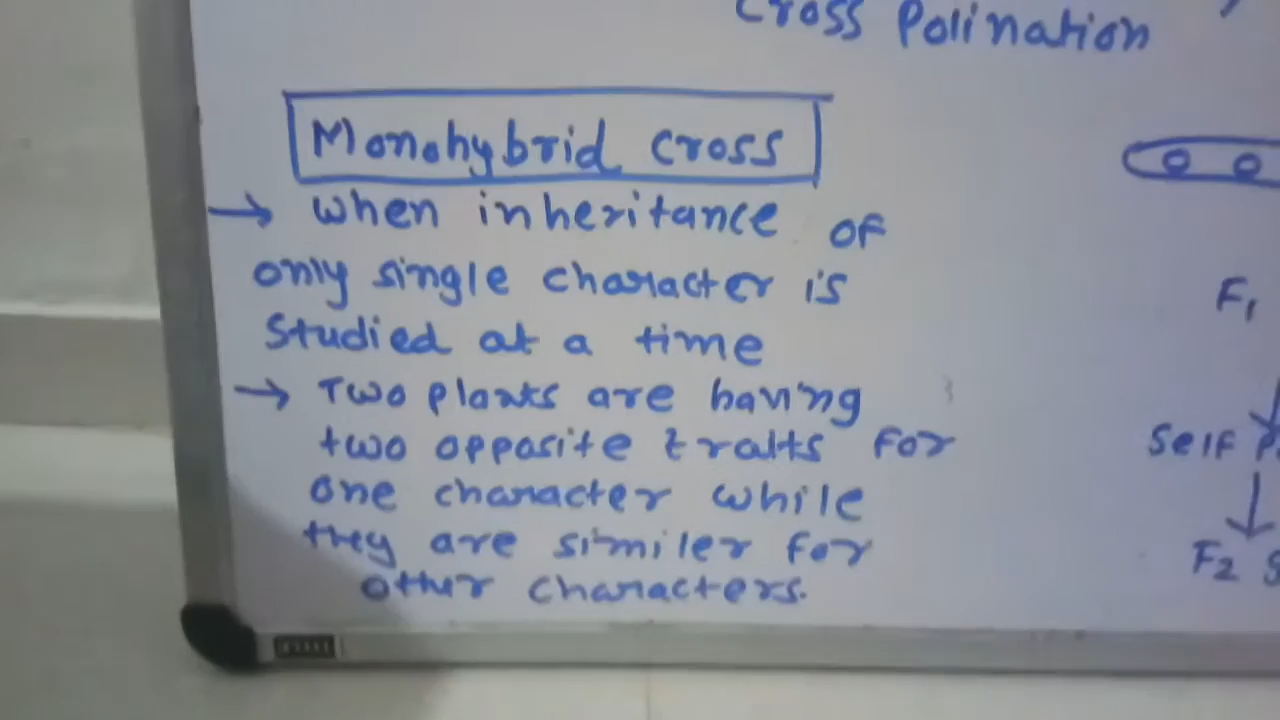 Cross Polination
Monohybrid cross
→ when inheritance of
only single character is
studied at a time
→ Two plants are having
two opposite traits for
one character while
they are similer for
other characters.
F1
Self
F2